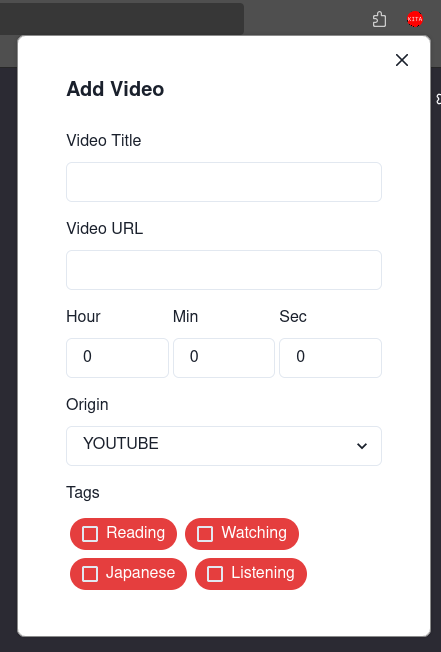 KITA
Add Video
Video Title
Video URL
Hour Min Sec
0 0 0
Origin
YOUTUBE
Tags
Reading Watching
Japanese Listening